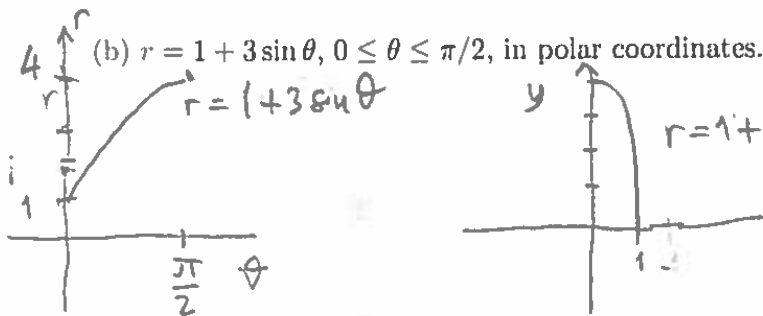 r
4 (b) r = 1 + 3 sin θ, 0 ≤ θ ≤ π/2, in polar coordinates.
r
r = 1 + 3 sin θ
y
r = 1 +
1
1
π/2 θ